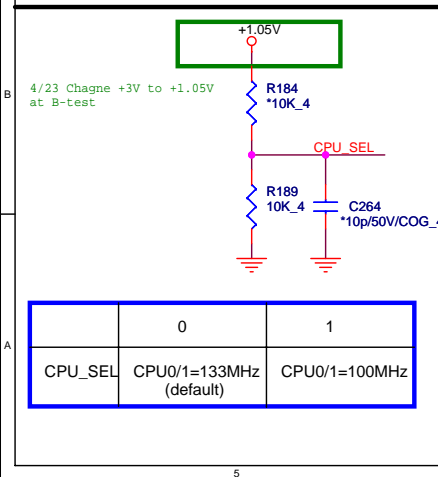 +1.05V
4/23 Chagne +3V to +1.05V
at B-test
B
R184
*10K_4
CPU_SEL
R189
10K_4
C264
*10p/50V/COG_4
0
1
A
CPU_SEL
CPU0/1=133MHz
(default)
CPU0/1=100MHz
5